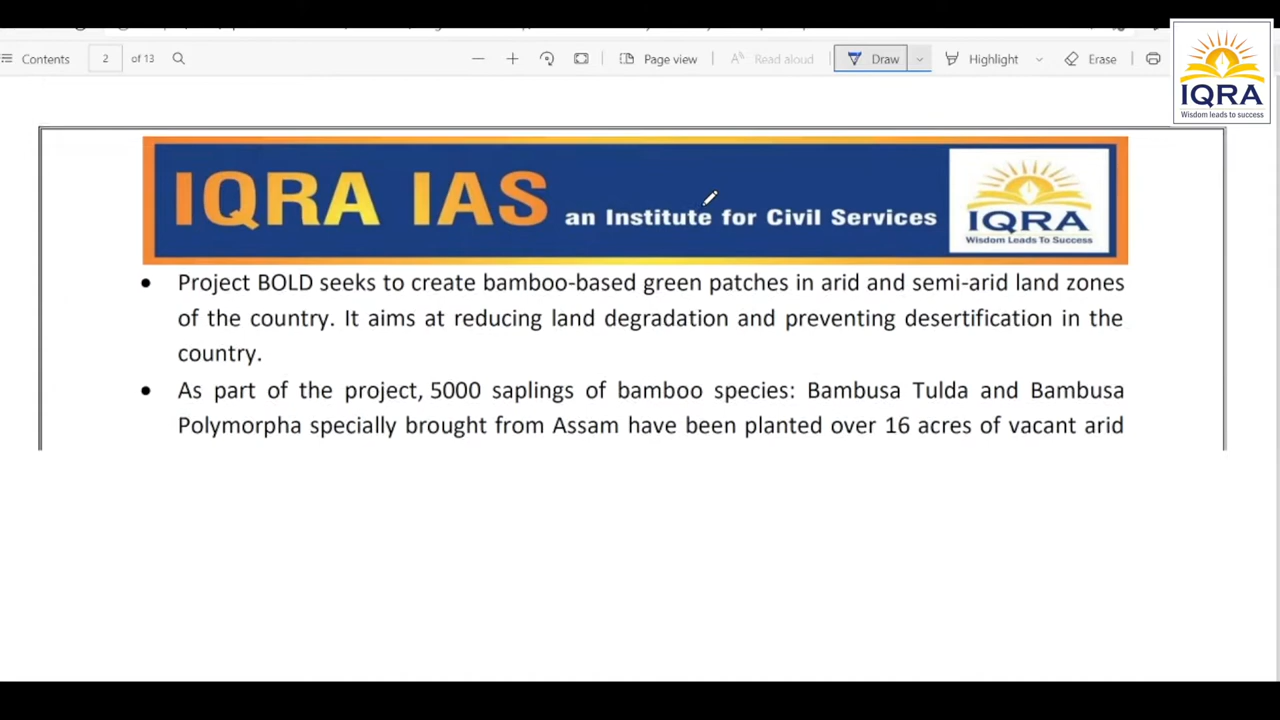 Contents 2 of 13 Page view Read aloud Draw Highlight Erase
IQRA
Wisdom leads to success
IQRA IAS an Institute for Civil Services
IQRA
Wisdom Leads To Success
• Project BOLD seeks to create bamboo-based green patches in arid and semi-arid land zones
of the country. It aims at reducing land degradation and preventing desertification in the
country.
• As part of the project, 5000 saplings of bamboo species: Bambusa Tulda and Bambusa
Polymorpha specially brought from Assam have been planted over 16 acres of vacant arid